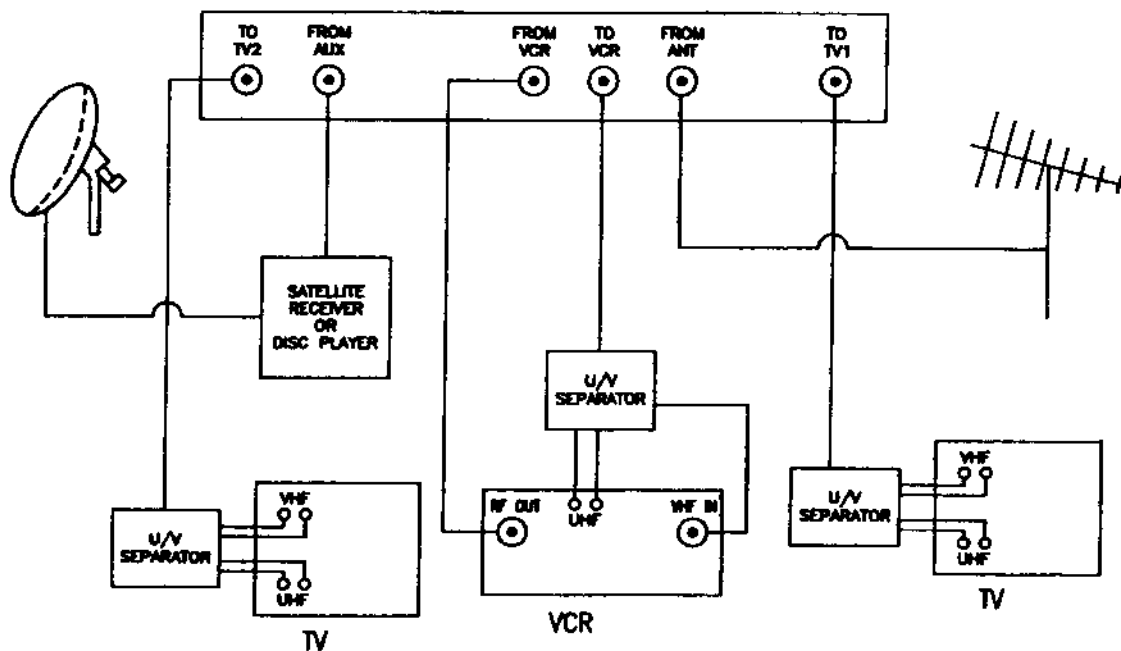 TO
TV2
FROM
AUX
FROM
VCR
TO
VCR
FROM
ANT
TO
TV1
SATELLITE
RECEIVER
OR
DISC PLAYER
U/V
SEPARATOR
VHF
UHF
TV
U/V
SEPARATOR
RF OUT
UHF
VHF IN
VCR
U/V
SEPARATOR
VHF
UHF
TV